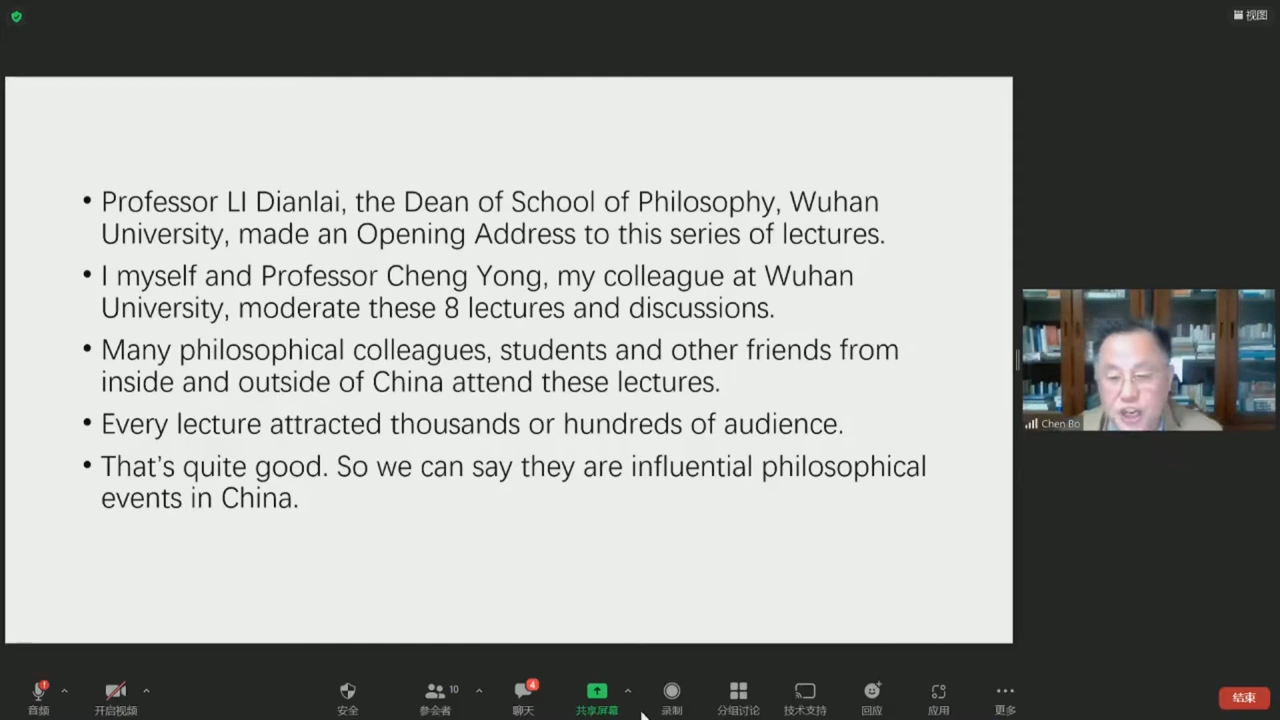 视图
• Professor LI Dianlai, the Dean of School of Philosophy, Wuhan
University, made an Opening Address to this series of lectures.
• I myself and Professor Cheng Yong, my colleague at Wuhan
University, moderate these 8 lectures and discussions.
• Many philosophical colleagues, students and other friends from
inside and outside of China attend these lectures.
• Every lecture attracted thousands or hundreds of audience.
• That’s quite good. So we can say they are influential philosophical
events in China.
Chen Bo
10
4
音频 开启视频 安全 参会者 聊天 共享屏幕 录制 分组讨论 技术支持 回应 应用 更多 结束